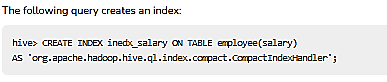 The following query creates an index:
hive> CREATE INDEX inedx_salary ON TABLE employee(salary)
AS 'org.apache.hadoop.hive.ql.index.compact.CompactIndexHandler';